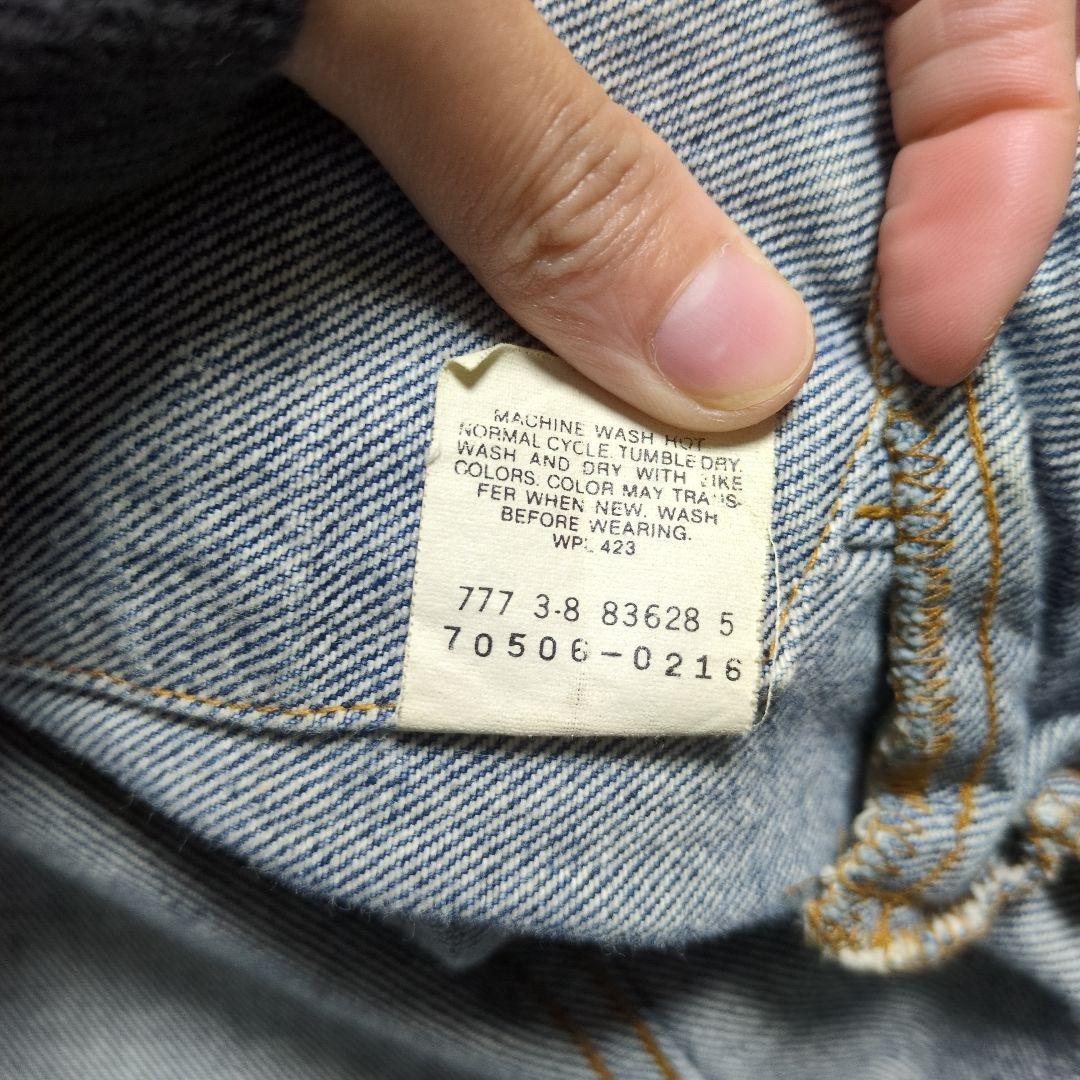 MACHINE WASH HOT
NORMAL CYCLE. TUMBLE DRY.
WASH AND DRY WITH LIKE
COLORS. COLOR MAY TRANS-
FER WHEN NEW. WASH
BEFORE WEARING.
WPL 423
777 3-8 83628 5
70506-0216